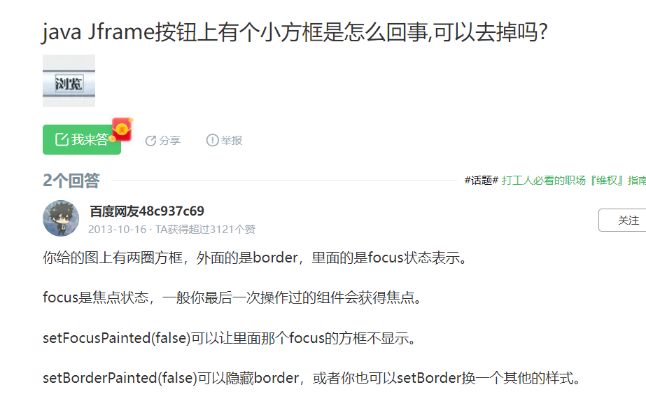 java Jframe按钮上有个小方框是怎么回事,可以去掉吗?
浏览
我来答
分享
举报
2个回答
#话题# 打工人必看的职场『维权』指南
百度网友48c937c69
2013-10-16 · TA获得超过3121个赞
关注
你给的图上有两圈方框，外面的是border，里面的是focus状态表示。
focus是焦点状态，一般你最后一次操作过的组件会获得焦点。
setFocusPainted(false)可以让里面那个focus的方框不显示。
setBorderPainted(false)可以隐藏border，或者你也可以setBorder换一个其他的样式。